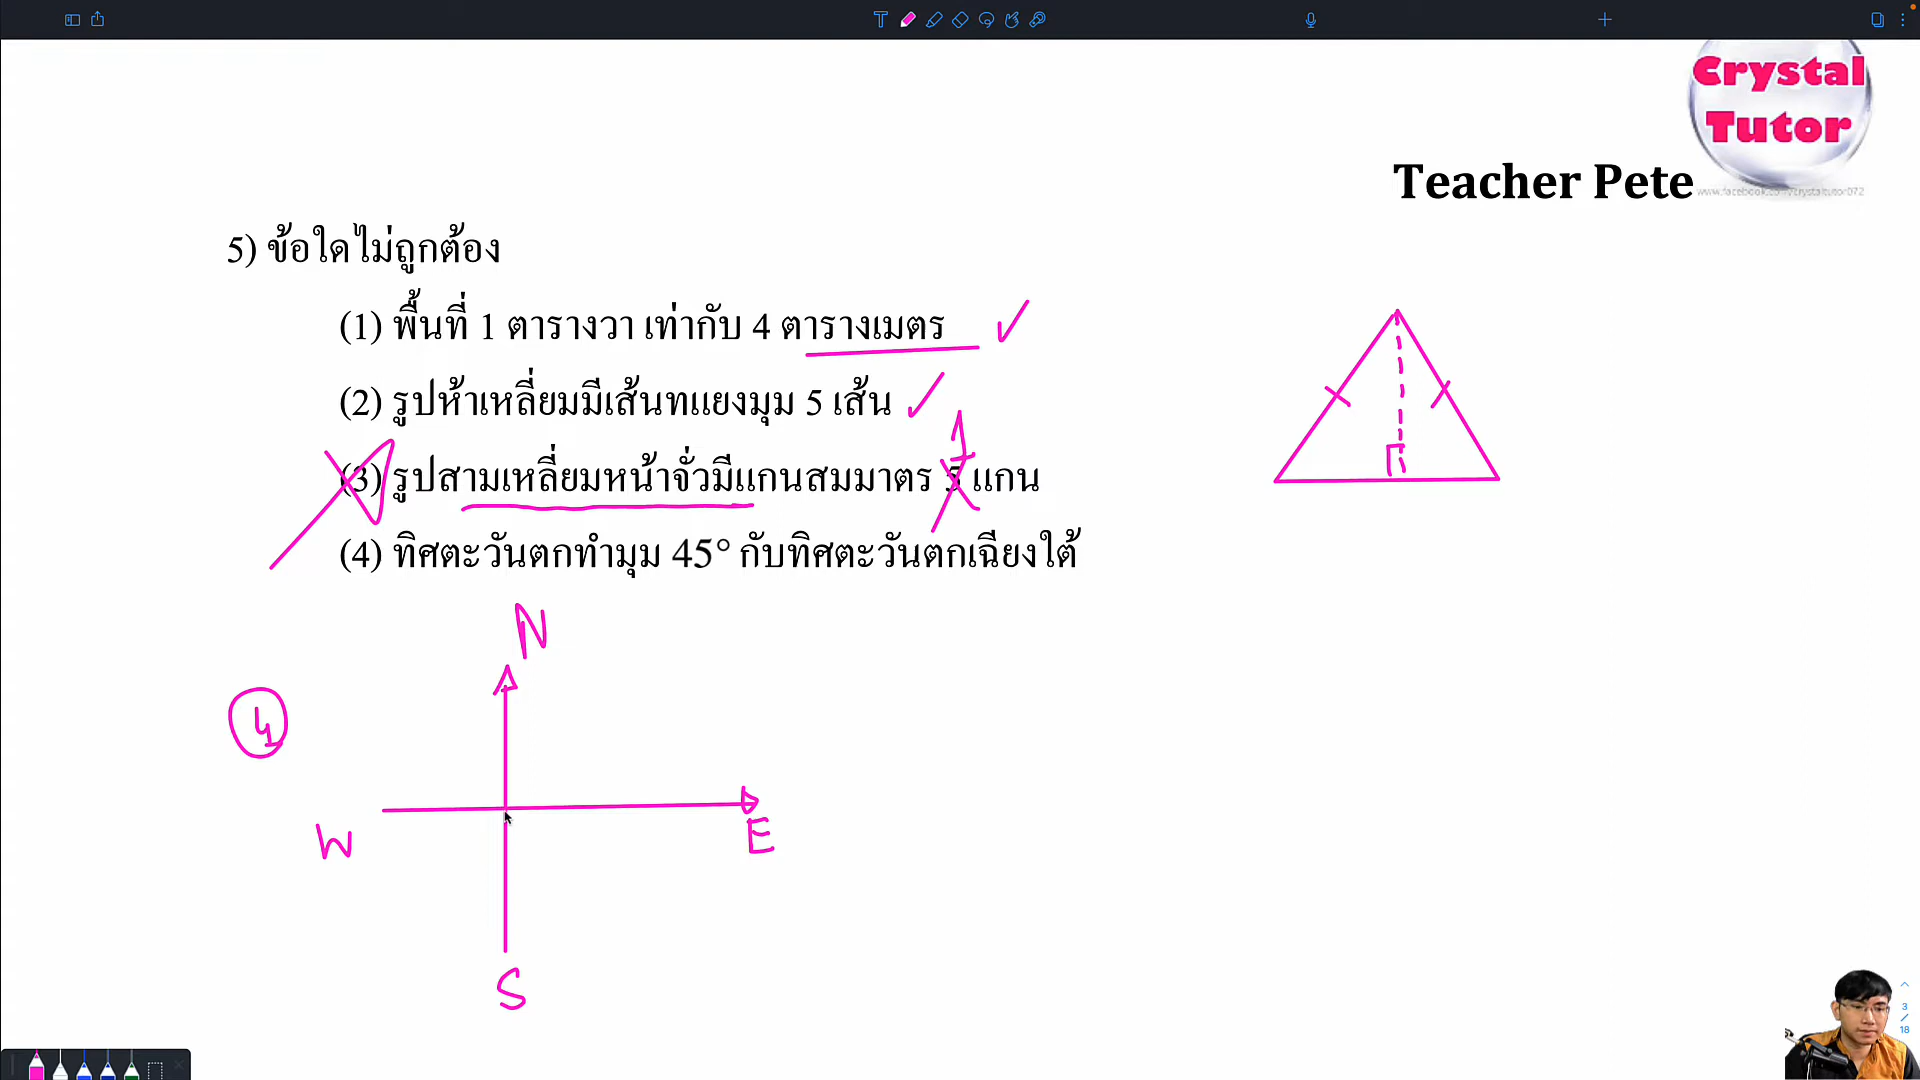 Crystal
Tutor
www.facebook.com/crystaltutor072
Teacher Pete
5) ข้อใดไม่ถูกต้อง
(1) พื้นที่ 1 ตารางวา เท่ากับ 4 ตารางเมตร
(2) รูปห้าเหลี่ยมมีเส้นทแยงมุม 5 เส้น
1
(3) รูปสามเหลี่ยมหน้าจั่วมีแกนสมมาตร 5 แกน
(4) ทิศตะวันตกทำมุม 45° กับทิศตะวันตกเฉียงใต้
N
4
W
E
S
3
/
18